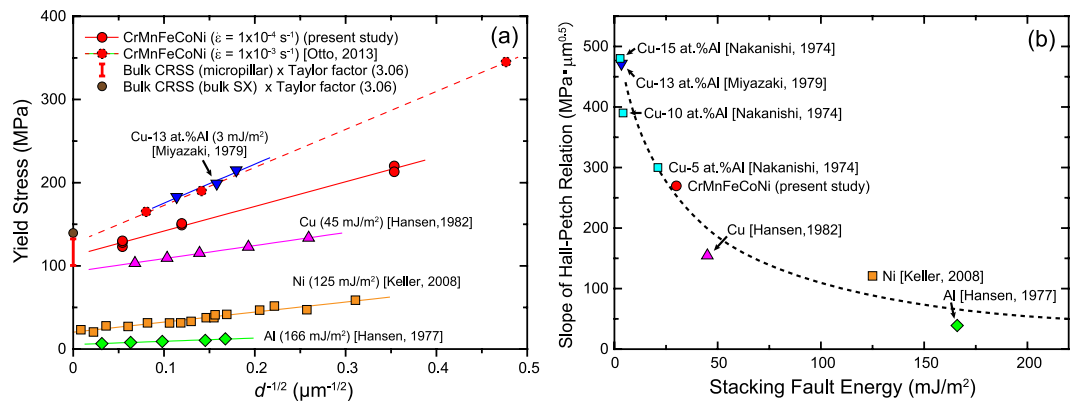 (a)
CrMnFeCoNi (ε̇ = 1x10⁻⁴ s⁻¹) (present study)
CrMnFeCoNi (ε̇ = 1x10⁻³ s⁻¹) [Otto, 2013]
Bulk CRSS (micropillar) x Taylor factor (3.06)
Bulk CRSS (bulk SX) x Taylor factor (3.06)
Cu-13 at.%Al (3 mJ/m²)
[Miyazaki, 1979]
Cu (45 mJ/m²) [Hansen,1982]
Ni (125 mJ/m²) [Keller, 2008]
Al (166 mJ/m²) [Hansen, 1977]
Yield Stress (MPa)
400
300
200
100
0
0
0.1
0.2
0.3
0.4
0.5
d⁻¹/² (μm⁻¹/²)
(b)
Cu-15 at.%Al [Nakanishi, 1974]
Cu-13 at.%Al [Miyazaki, 1979]
Cu-10 at.%Al [Nakanishi, 1974]
Cu-5 at.%Al [Nakanishi, 1974]
CrMnFeCoNi (present study)
Cu [Hansen,1982]
Ni [Keller, 2008]
Al [Hansen, 1977]
Slope of Hall-Petch Relation (MPa·μm⁰·⁵)
500
400
300
200
100
0
0
50
100
150
200
Stacking Fault Energy (mJ/m²)